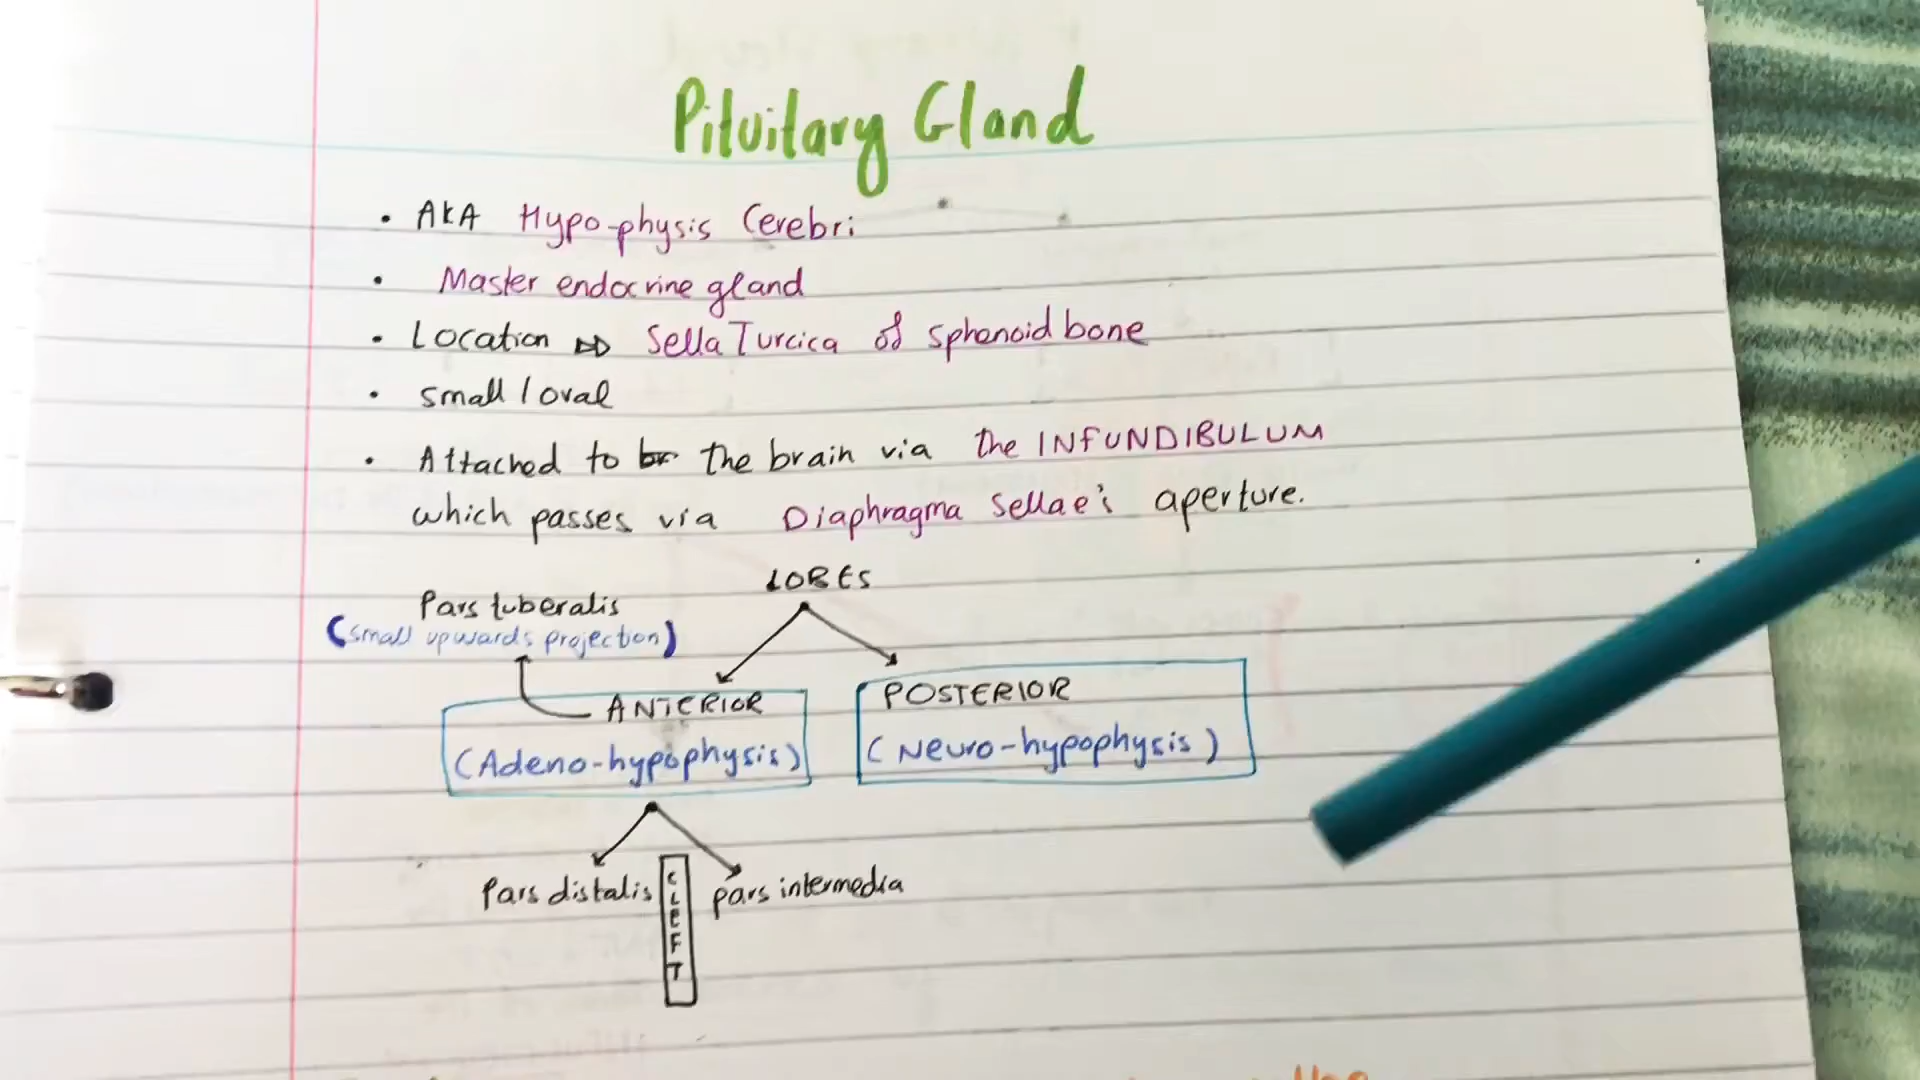 Pituitary Gland
• AKA Hypo-physis Cerebri
• Master endocrine gland
• Location ▷▷ Sella Turcica of sphenoid bone
• small / oval
• Attached to the brain via the INFUNDIBULUM
which passes via Diaphragma Sellae's aperture.
LOBES
Pars tuberalis
(small upwards projection)
ANTERIOR
(Adeno-hypophysis)
POSTERIOR
(Neuro-hypophysis)
Pars distalis
CLEFT
pars intermedia